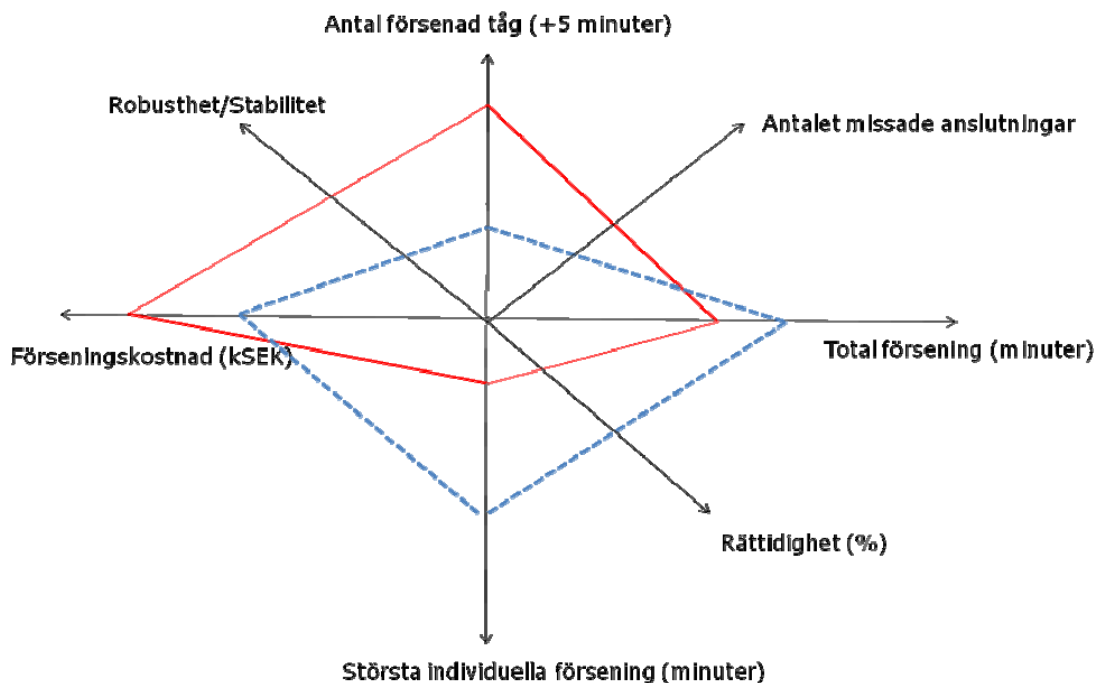 Antal försenad tåg (+5 minuter)
Robusthet/Stabilitet
Antalet missade anslutningar
Förseningskostnad (kSEK)
Total försening (minuter)
Rättidighet (%)
Största individuella försening (minuter)